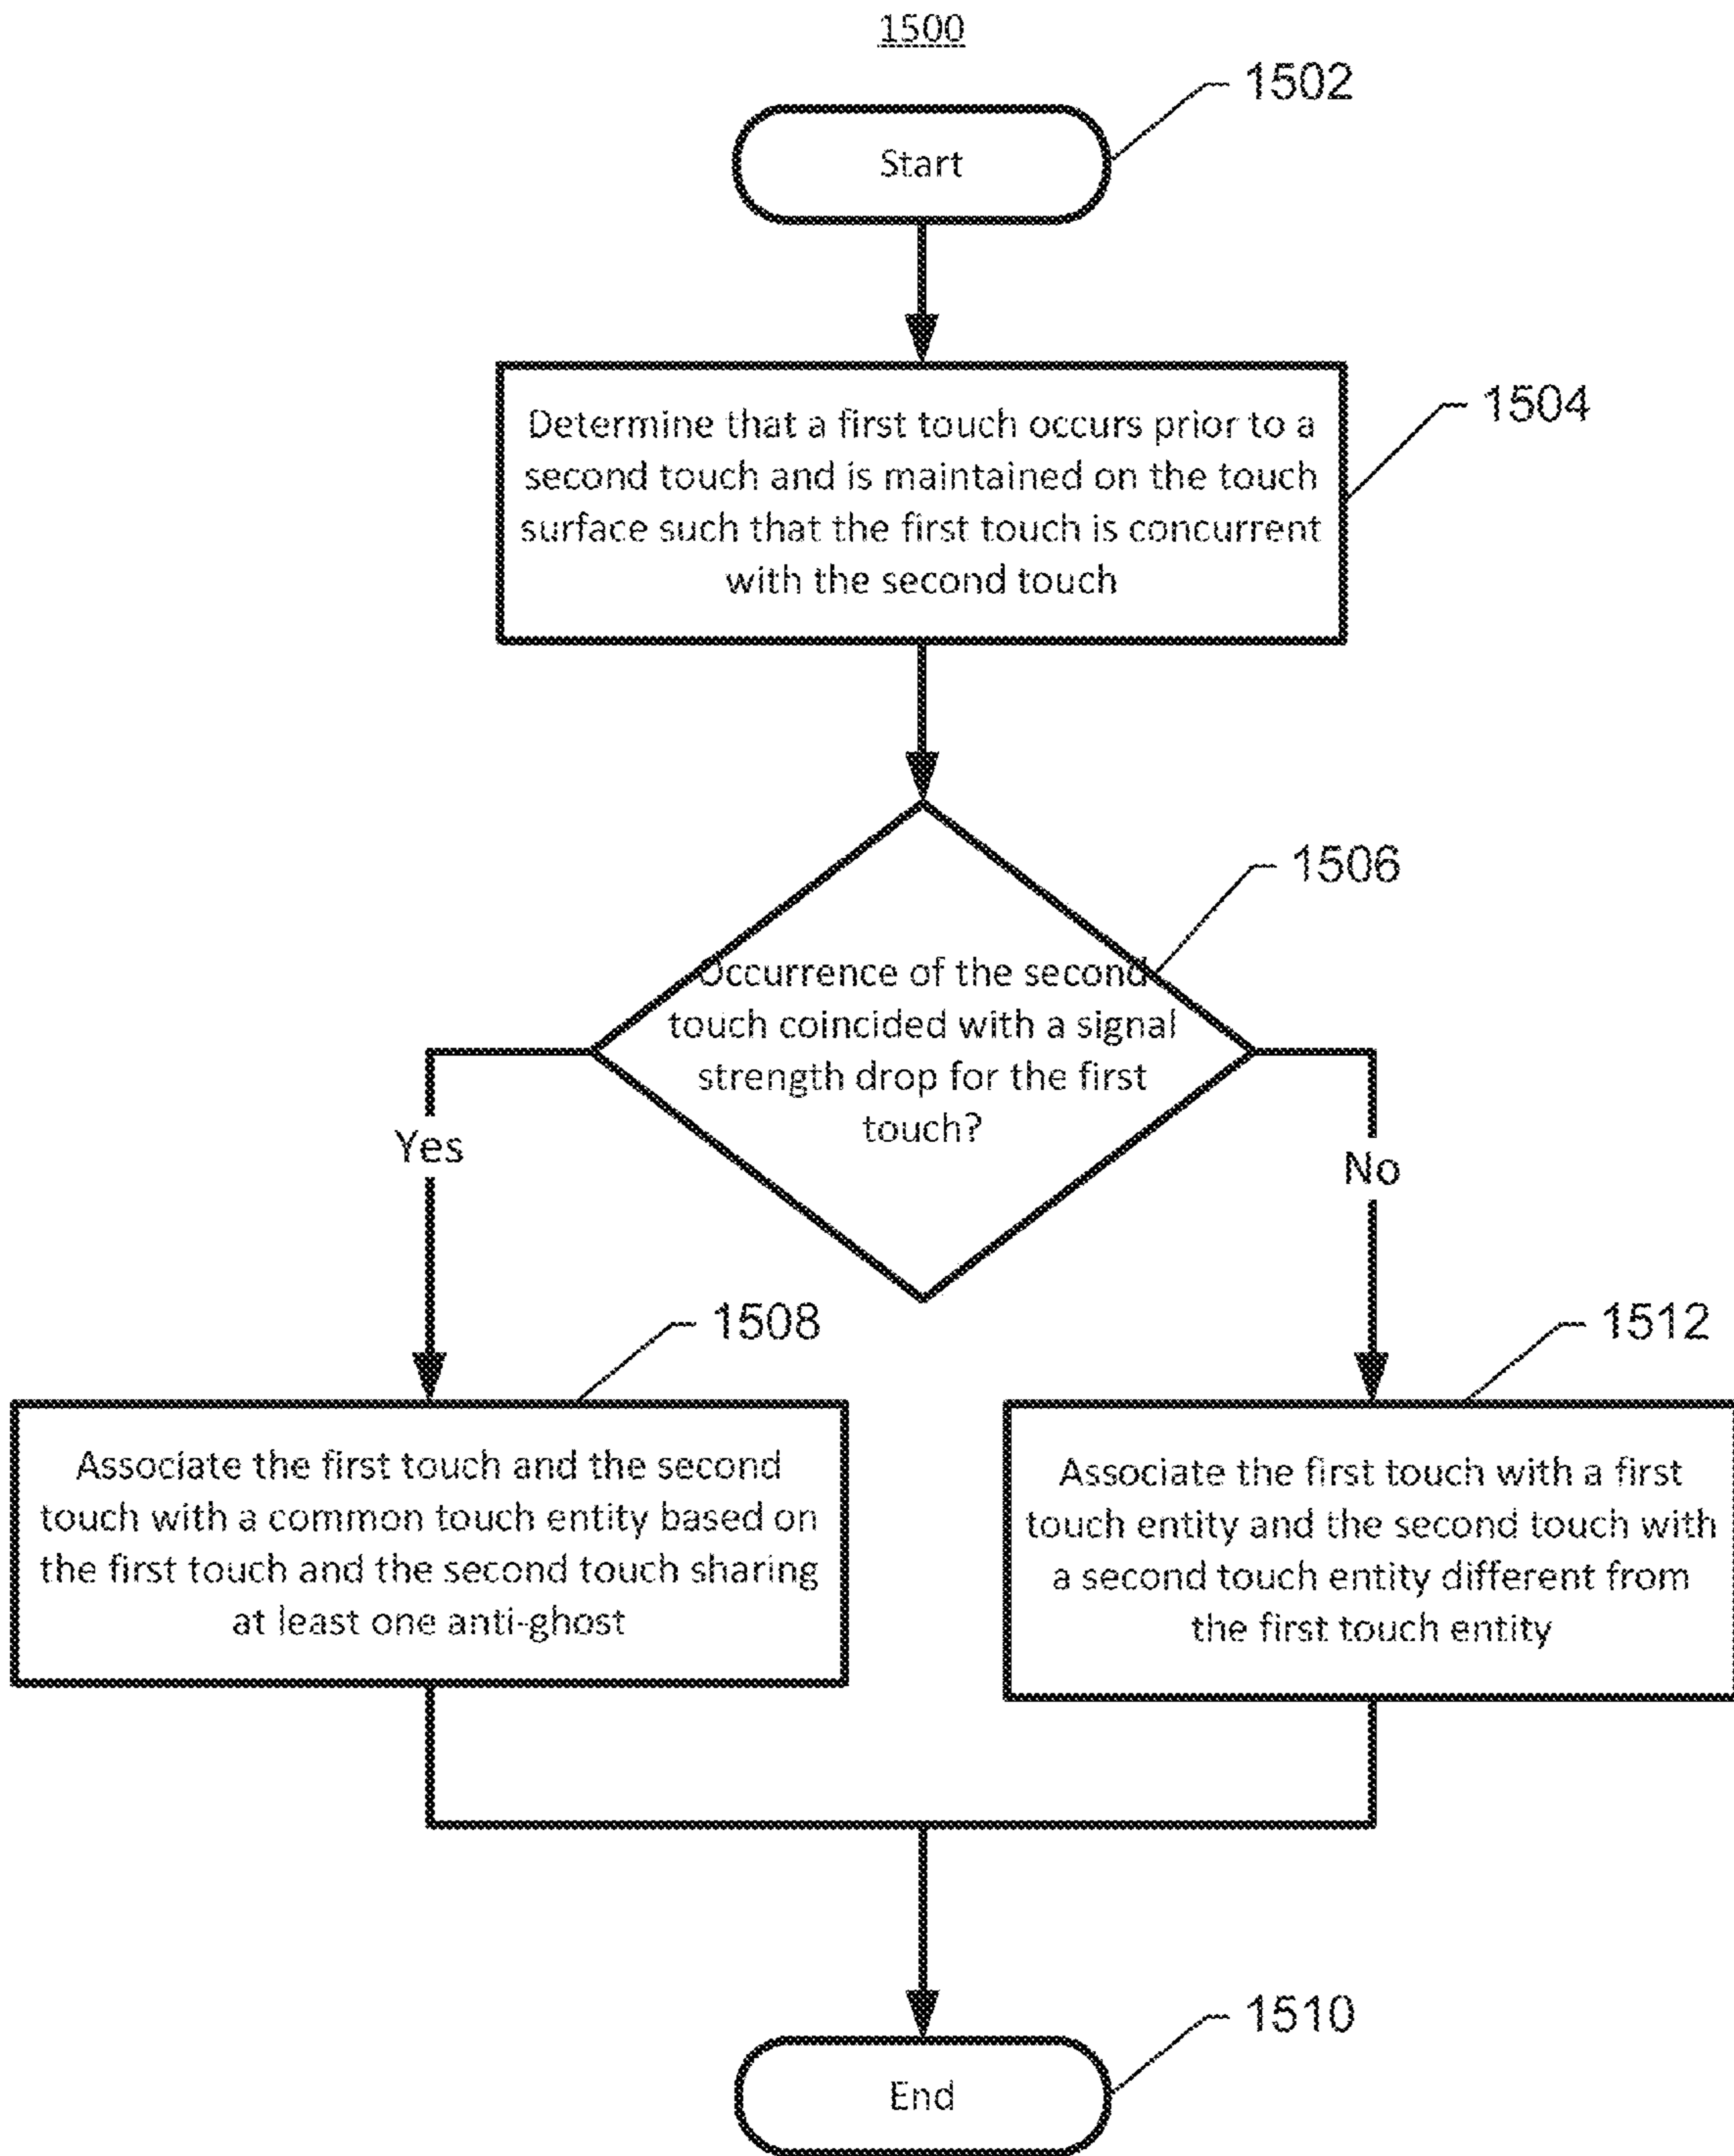 1500
1502
Start
1504
Determine that a first touch occurs prior to a
second touch and is maintained on the touch
surface such that the first touch is concurrent
with the second touch
1506
Occurrence of the second
touch coincided with a signal
strength drop for the first
touch?
Yes
No
1508
Associate the first touch and the second
touch with a common touch entity based on
the first touch and the second touch sharing
at least one anti-ghost
1512
Associate the first touch with a first
touch entity and the second touch with
a second touch entity different from
the first touch entity
1510
End